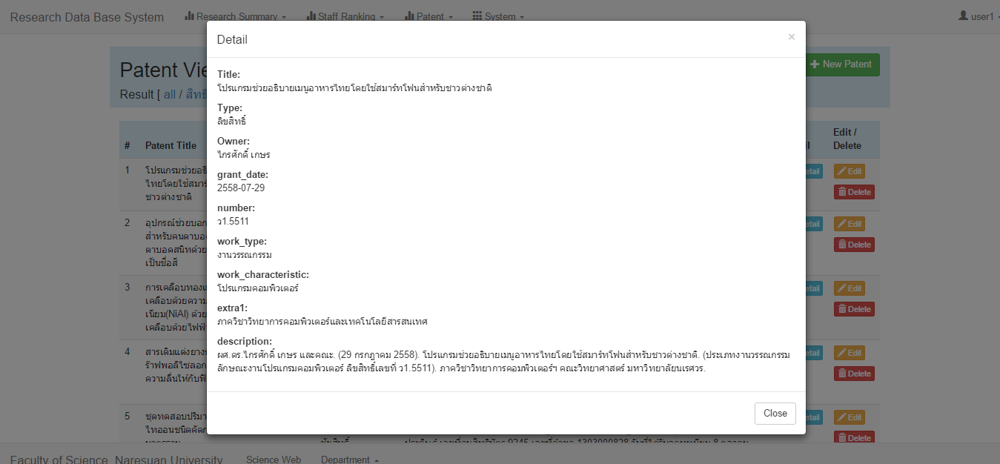 Research Data Base System Research Summary Staff Ranking Patent System user1
Detail ×
Patent Vie
New Patent
Result [ all / สิทธิ
Title:
โปรแกรมช่วยอธิบายเมนูอาหารไทยโดยใช้สมาร์ทโฟนสำหรับชาวต่างชาติ
Type:
ลิขสิทธิ์
Owner:
ไกรศักดิ์ เกษร
grant_date:
2558-07-29
number:
ว1.5511
work_type:
งานวรรณกรรม
work_characteristic:
โปรแกรมคอมพิวเตอร์
extra1:
ภาควิชาวิทยาการคอมพิวเตอร์และเทคโนโลยีสารสนเทศ
description:
ผศ.ดร.ไกรศักดิ์ เกษร และคณะ. (29 กรกฎาคม 2558). โปรแกรมช่วยอธิบายเมนูอาหารไทยโดยใช้สมาร์ทโฟนสำหรับชาวต่างชาติ. (ประเภทงานวรรณกรรม
ลักษณะงานโปรแกรมคอมพิวเตอร์ ลิขสิทธิ์เลขที่ ว1.5511). ภาควิชาวิทยาการคอมพิวเตอร์ฯ คณะวิทยาศาสตร์ มหาวิทยาลัยนเรศวร.
Close
# Patent Title
Edit /
Delete
1 โปรแกรมช่วยอธิ
ไทยโดยใช้สมาร์
ชาวต่างชาติ
etail Edit
Delete
2 อุปกรณ์ช่วยบอก
สำหรับคนตาบอด
ตาบอดสนิทด้วย
เป็นชื่อสี
etail Edit
Delete
3 การเคลือบทองแ
เคลือบด้วยความ
เนียม(NiAl) ด้วย
เคลือบด้วยไฟฟ้
etail Edit
Delete
4 สารเติมแต่งยาง
ร๊าฟพอลิไซลอก
ความลื่นให้กับฟิ
etail Edit
Delete
5 ชุดทดสอบปริมา
ไทออนชนิดคัด
etail Edit
Delete
Faculty of Science, Naresuan University Science Web Department